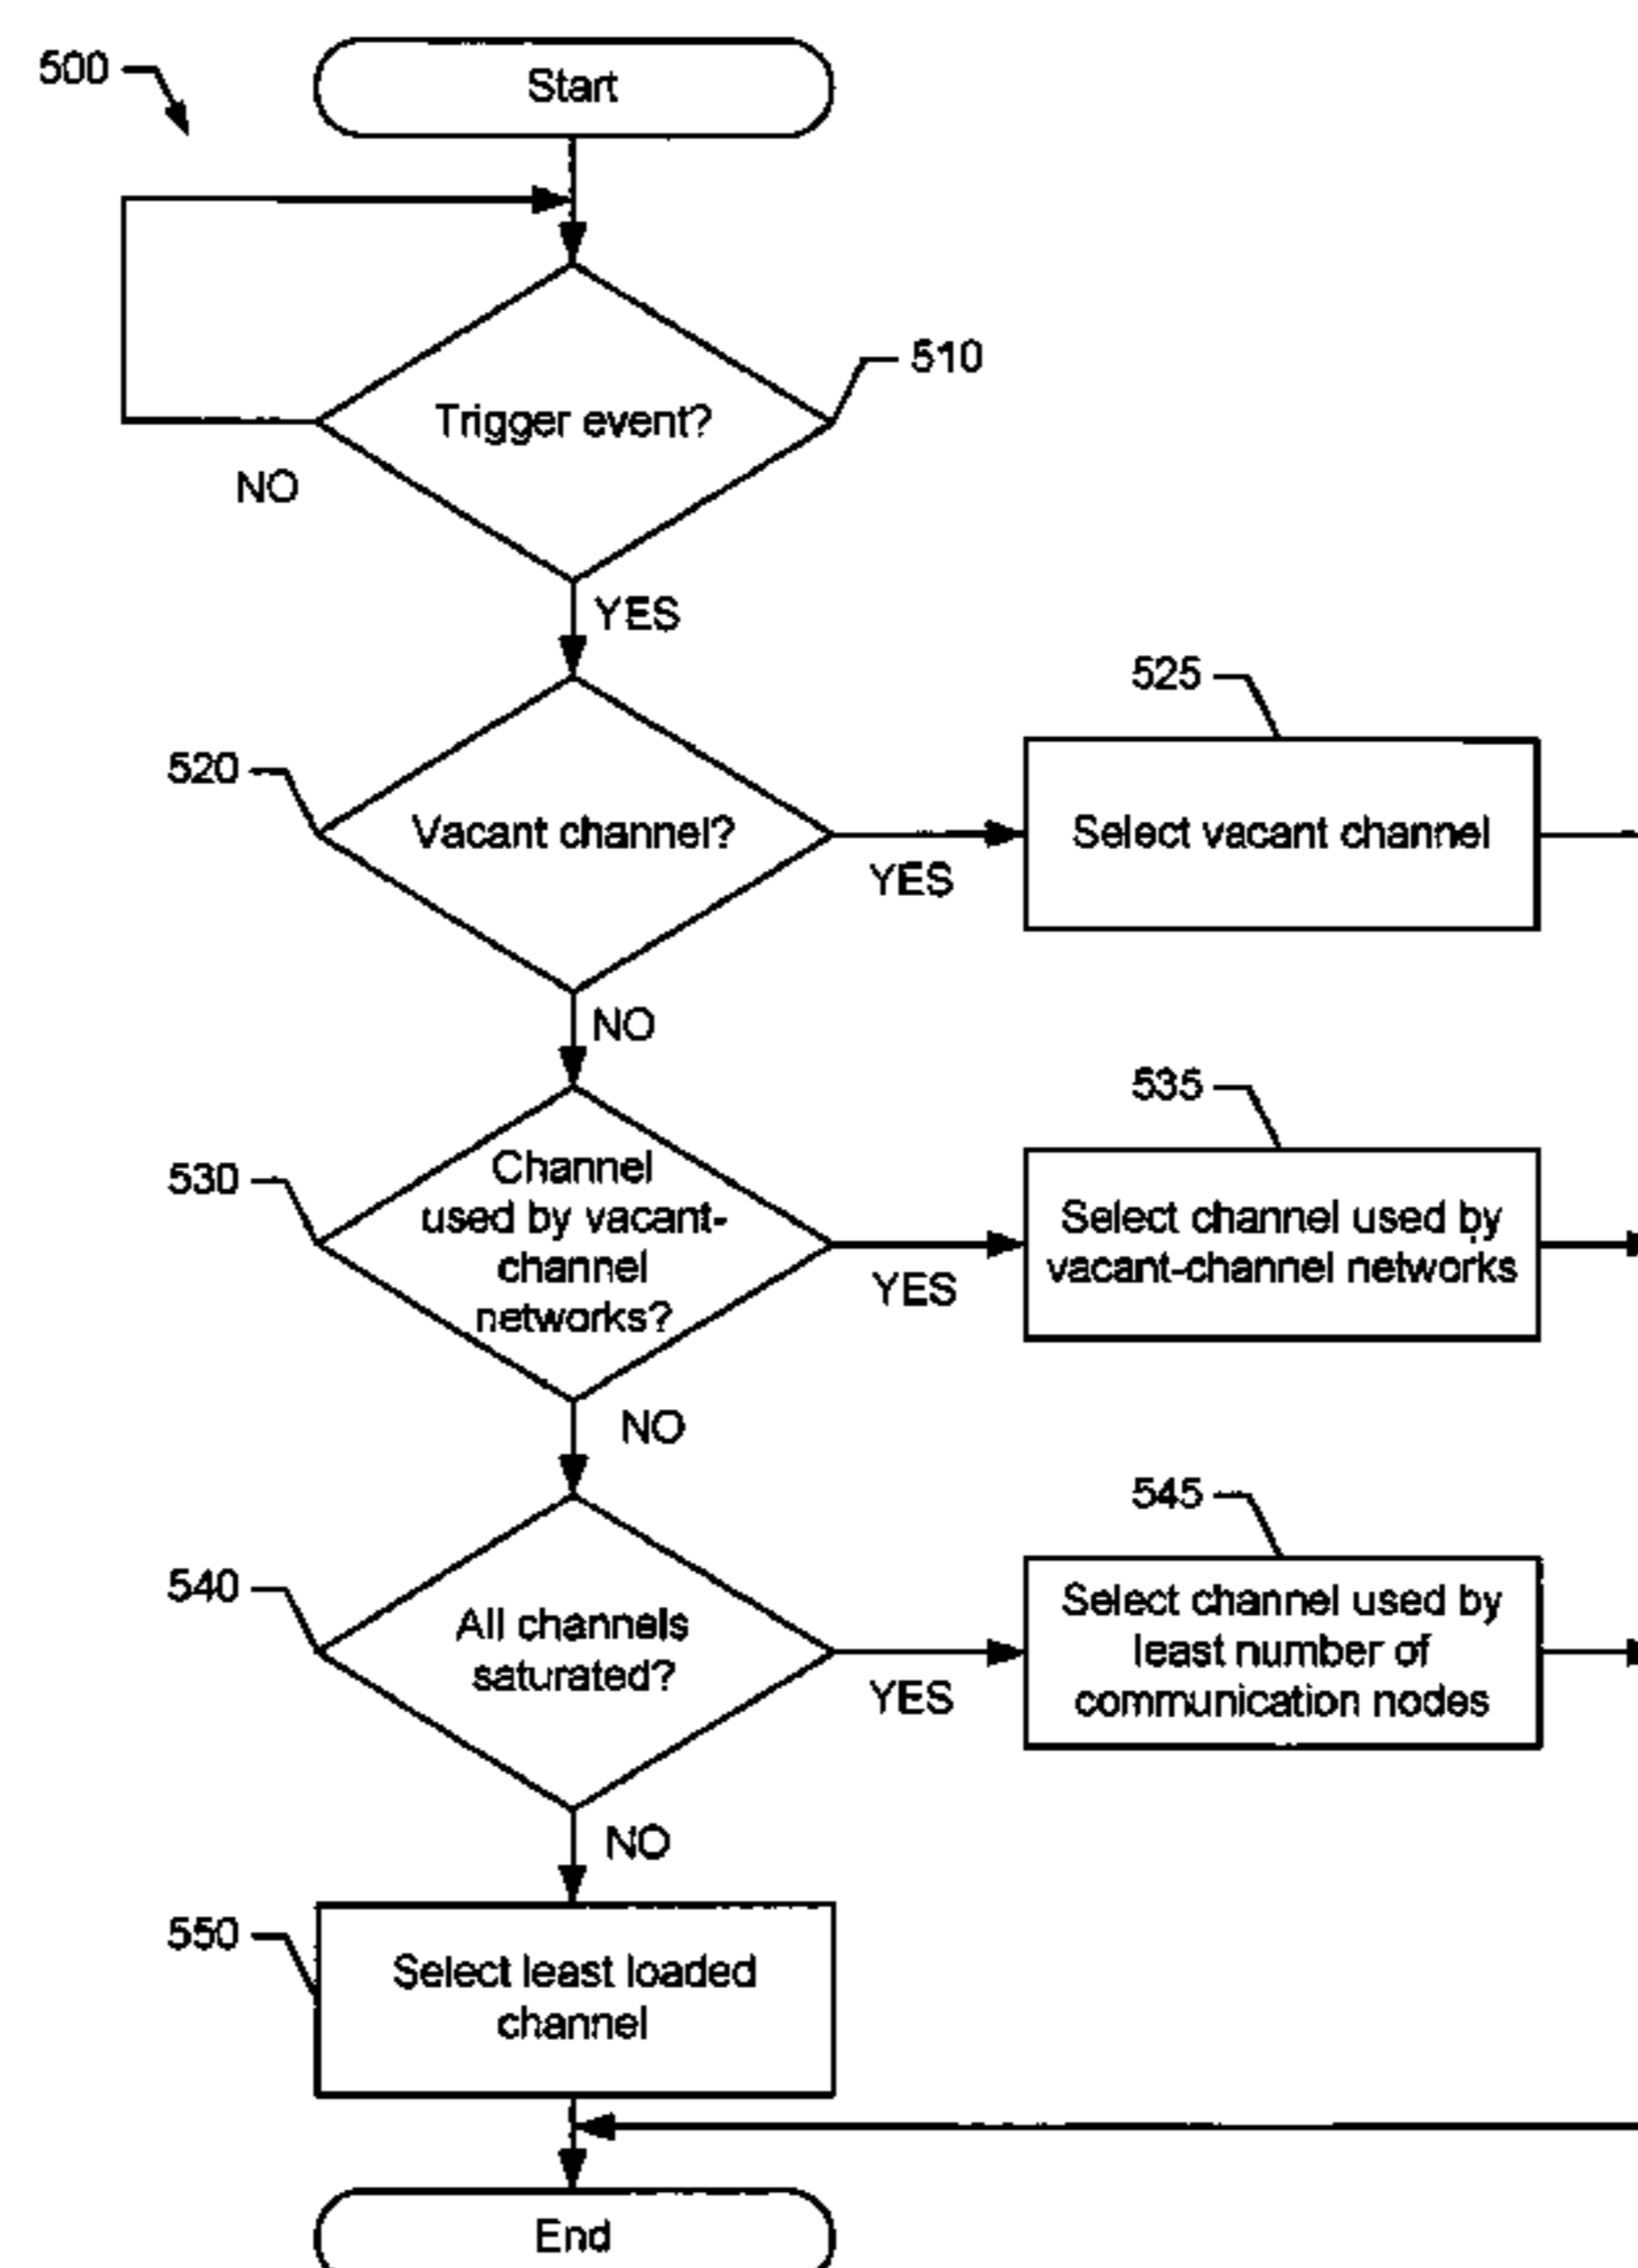 500
Start
Trigger event?
510
NO
YES
520
Vacant channel?
YES
525
Select vacant channel
NO
530
Channel
used by vacant-
channel
networks?
YES
535
Select channel used by
vacant-channel networks
NO
540
All channels
saturated?
YES
545
Select channel used by
least number of
communication nodes
NO
550
Select least loaded
channel
End